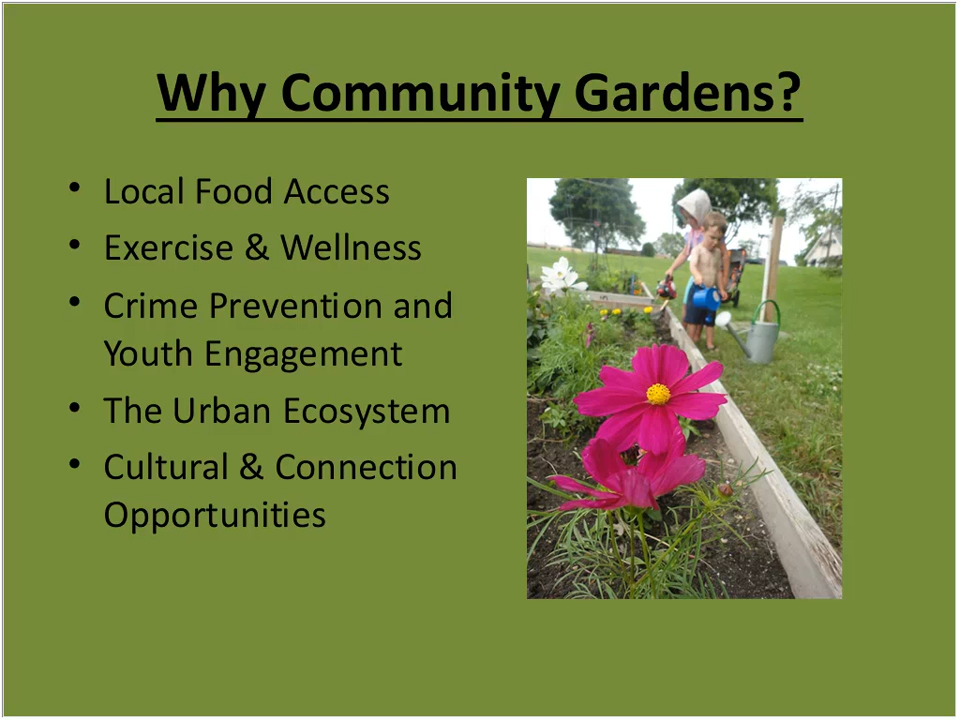 Why Community Gardens?
• Local Food Access
• Exercise & Wellness
• Crime Prevention and
Youth Engagement
• The Urban Ecosystem
• Cultural & Connection
Opportunities